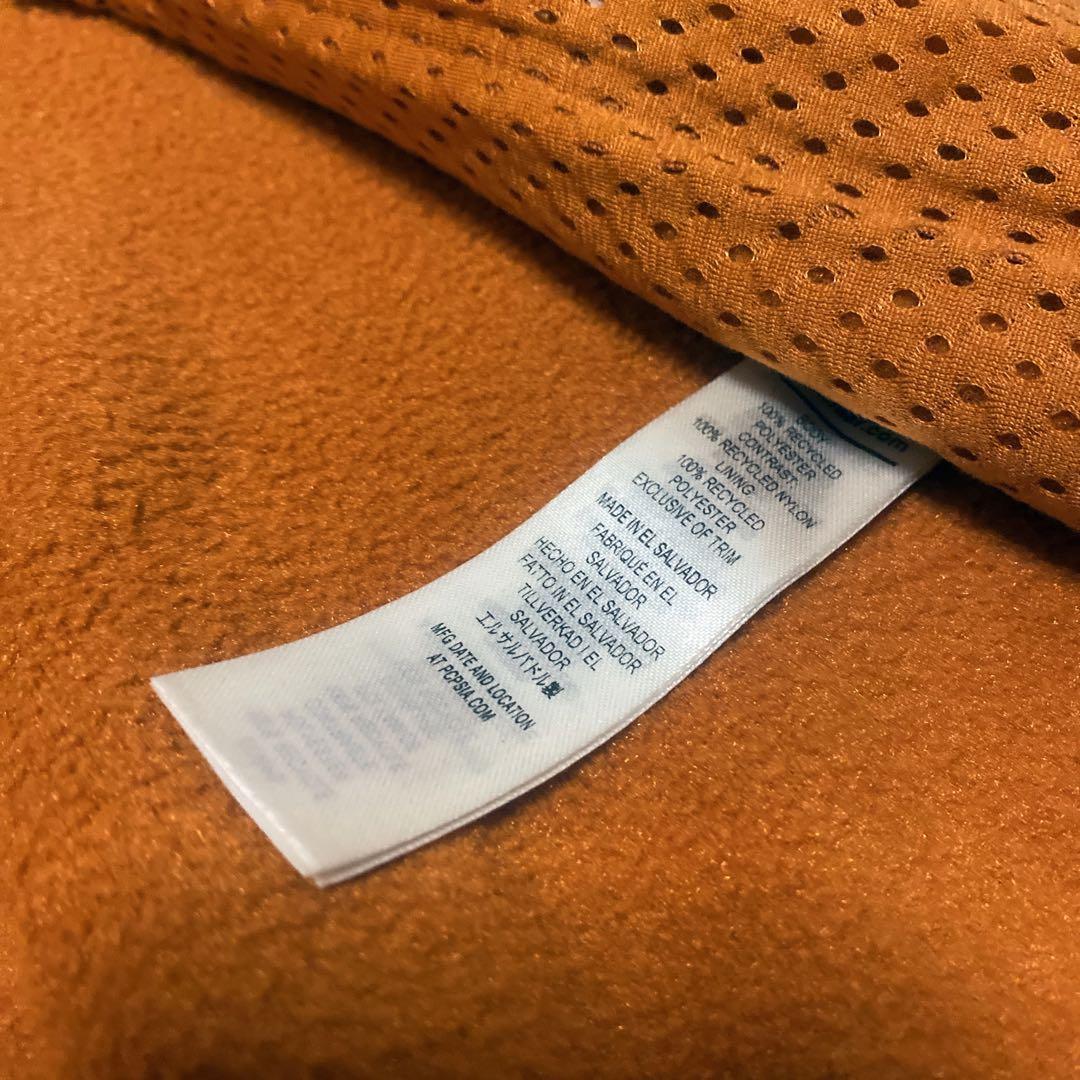 .com
BODY
100% RECYCLED
POLYESTER
CONTRAST
100% RECYCLED NYLON
LINING
100% RECYCLED
POLYESTER
EXCLUSIVE OF TRIM
MADE IN EL SALVADOR
FABRIQUÉ EN EL
SALVADOR
HECHO EN EL SALVADOR
FATTO IN EL SALVADOR
TILLVERKAD I EL
SALVADOR
エルサルバドル製
MFG DATE AND LOCATION
AT PCPSIA.COM